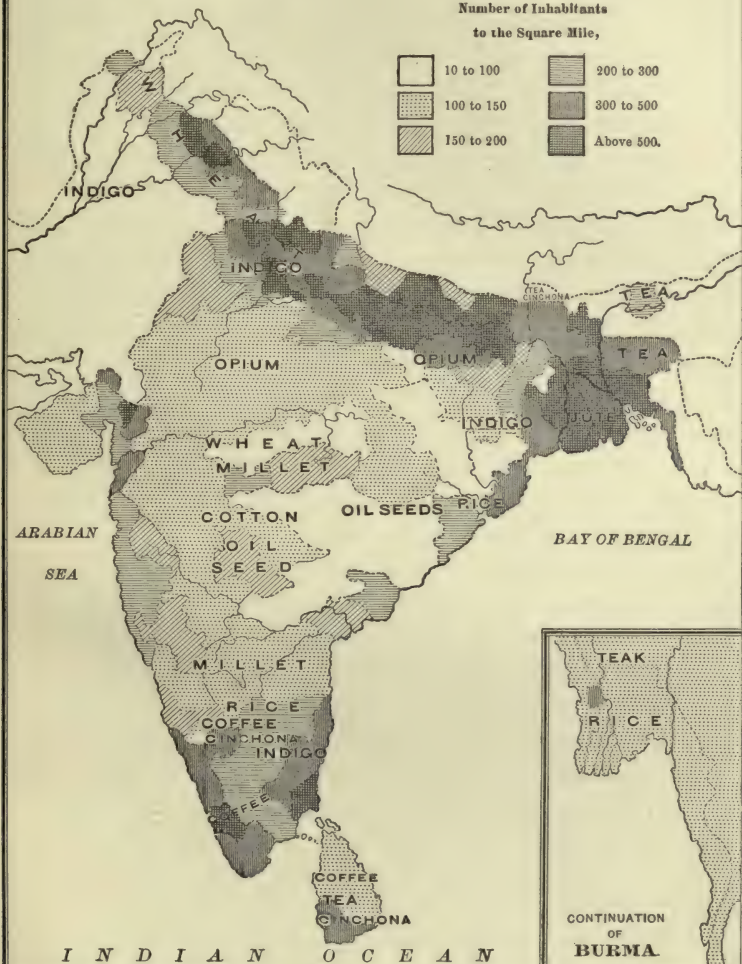 Number of Inhabitants
to the Square Mile,
10 to 100
200 to 300
100 to 150
300 to 500
150 to 200
Above 500.
WHEAT
INDIGO
INDIGO
TEA
CINCHONA
TEA
OPIUM
OPIUM
TEA
INDIGO
JUTE
WHEAT
MILLET
COTTON
OIL SEEDS
RICE
ARABIAN
SEA
OIL
SEED
BAY OF BENGAL
MILLET
RICE
COFFEE
CINCHONA
INDIGO
COFFEE
TEAK
RICE
COFFEE
TEA
CINCHONA
CONTINUATION
OF
BURMA
INDIAN OCEAN